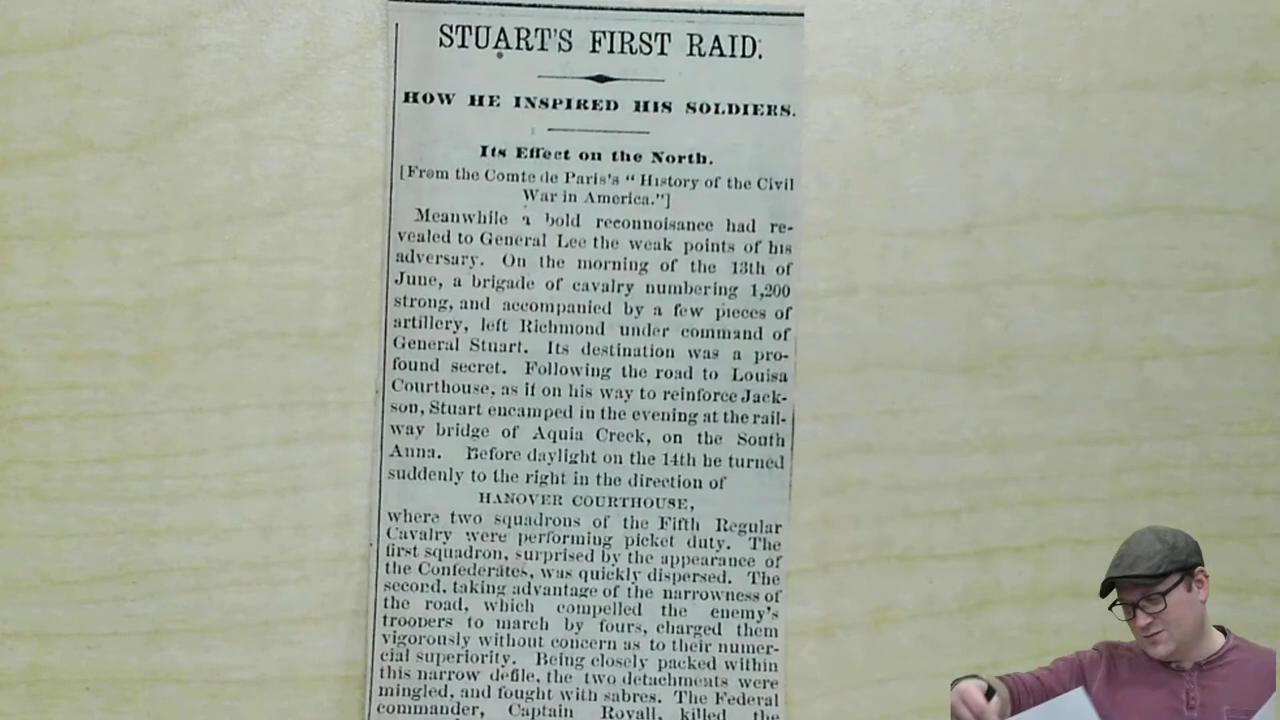 STUART'S FIRST RAID.
HOW HE INSPIRED HIS SOLDIERS.
Its Effect on the North.
[From the Comte de Paris's "History of the Civil
War in America."]
Meanwhile a bold reconnoisance had re-
vealed to General Lee the weak points of his
adversary. On the morning of the 13th of
June, a brigade of cavalry numbering 1,200
strong, and accompanied by a few pieces of
artillery, left Richmond under command of
General Stuart. Its destination was a pro-
found secret. Following the road to Louisa
Courthouse, as if on his way to reinforce Jack-
son, Stuart encamped in the evening at the rail-
way bridge of Aquia Creek, on the South
Anna. Before daylight on the 14th he turned
suddenly to the right in the direction of
HANOVER COURTHOUSE,
where two squadrons of the Fifth Regular
Cavalry were performing picket duty. The
first squadron, surprised by the appearance of
the Confederates, was quickly dispersed. The
second, taking advantage of the narrowness of
the road, which compelled the enemy's
troopers to march by fours, charged them
vigorously without concern as to their numer-
cial superiority. Being closely packed within
this narrow defile, the two detachments were
mingled, and fought with sabres. The Federal
commander, Captain Royall, killed the